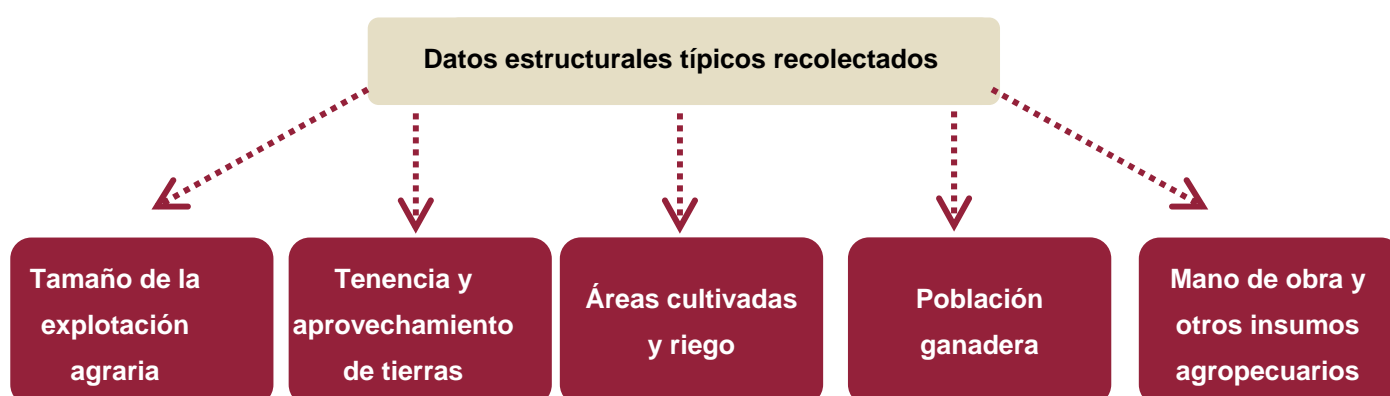 Datos estructurales típicos recolectados
Tamaño de la
explotación
agraria
Tenencia y
aprovechamiento
de tierras
Áreas cultivadas
y riego
Población
ganadera
Mano de obra y
otros insumos
agropecuarios